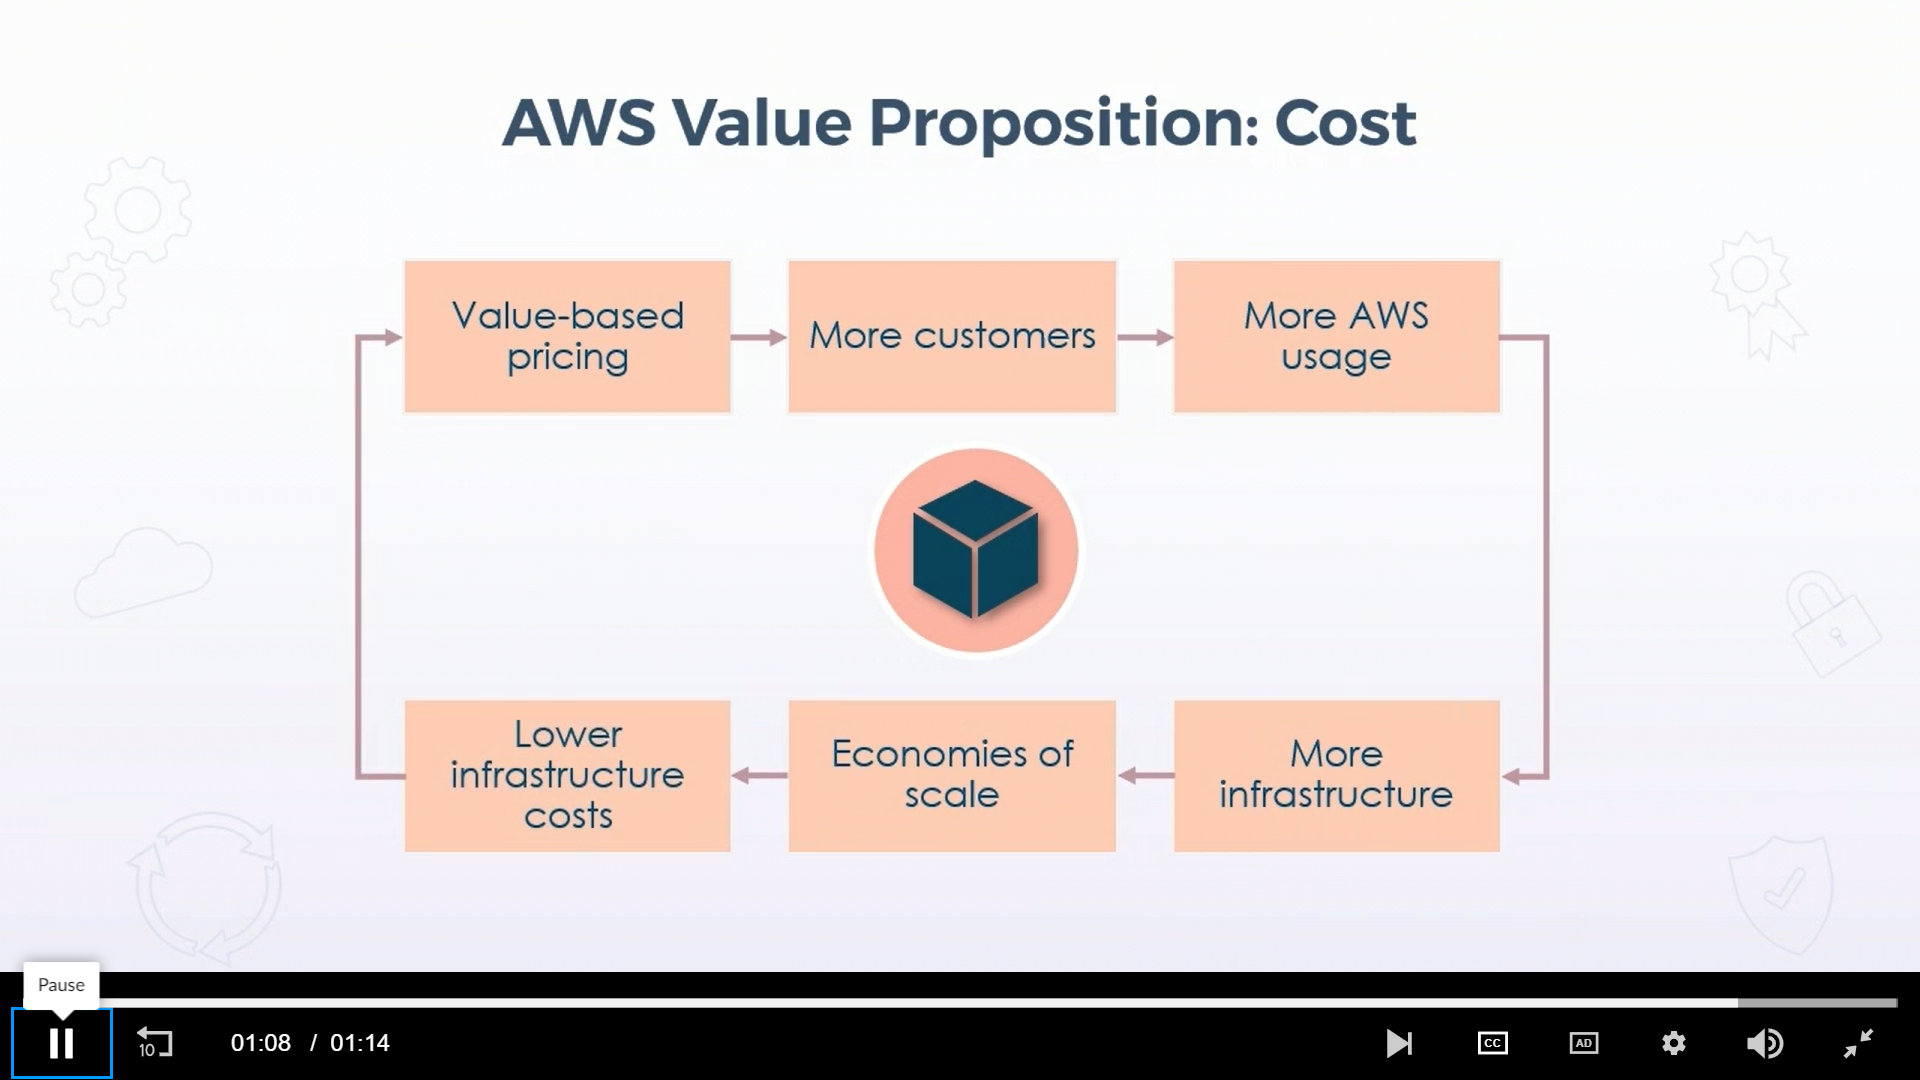 AWS Value Proposition: Cost
Value-based
pricing
More customers
More AWS
usage
Lower
infrastructure
costs
Economies of
scale
More
infrastructure
Pause
10
01:08 / 01:14
CC
AD